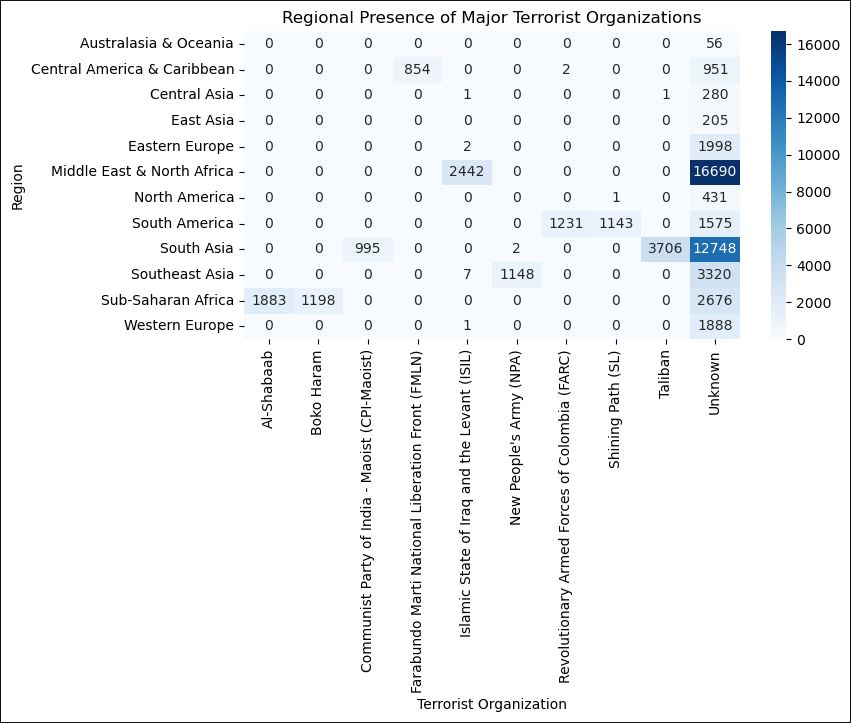 Regional Presence of Major Terrorist Organizations
Australasia & Oceania 0 0 0 0 0 0 0 0 0 56
Central America & Caribbean 0 0 0 854 0 0 2 0 0 951
Central Asia 0 0 0 0 1 0 0 0 1 280
East Asia 0 0 0 0 0 0 0 0 0 205
Eastern Europe 0 0 0 0 2 0 0 0 0 1998
Middle East & North Africa 0 0 0 0 2442 0 0 0 0 16690
North America 0 0 0 0 0 0 0 1 0 431
South America 0 0 0 0 0 0 1231 1143 0 1575
South Asia 0 0 995 0 0 2 0 0 3706 12748
Southeast Asia 0 0 0 0 7 1148 0 0 0 3320
Sub-Saharan Africa 1883 1198 0 0 0 0 0 0 0 2676
Western Europe 0 0 0 0 1 0 0 0 0 1888
Region
Al-Shabaab
Boko Haram
Communist Party of India - Maoist (CPI-Maoist)
Farabundo Marti National Liberation Front (FMLN)
Islamic State of Iraq and the Levant (ISIL)
New People's Army (NPA)
Revolutionary Armed Forces of Colombia (FARC)
Shining Path (SL)
Taliban
Unknown
Terrorist Organization
16000
14000
12000
10000
8000
6000
4000
2000
0